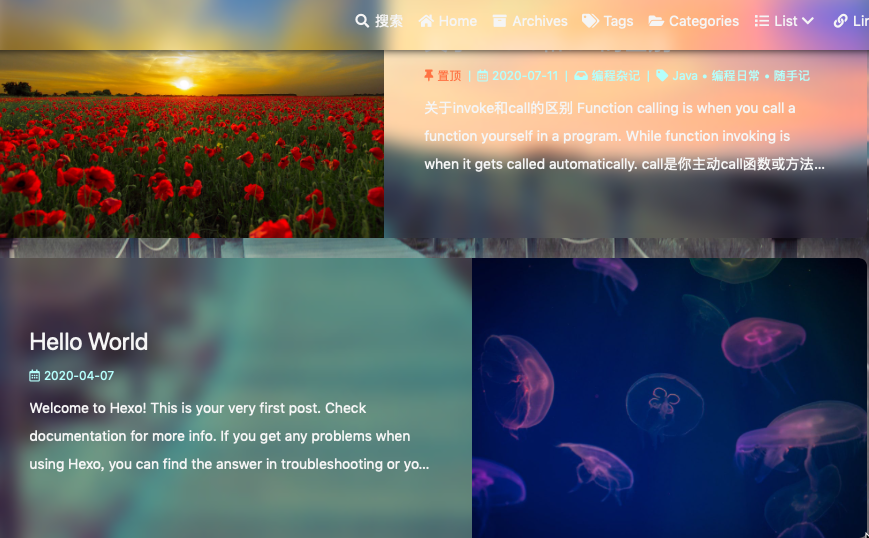 搜索 Home Archives Tags Categories List
置顶 | 2020-07-11 | 编程杂记 | Java • 编程日常 • 随手记
关于invoke和call的区别 Function calling is when you call a
function yourself in a program. While function invoking is
when it gets called automatically. call是你主动call函数或方法...
Hello World
2020-04-07
Welcome to Hexo! This is your very first post. Check
documentation for more info. If you get any problems when
using Hexo, you can find the answer in troubleshooting or yo...